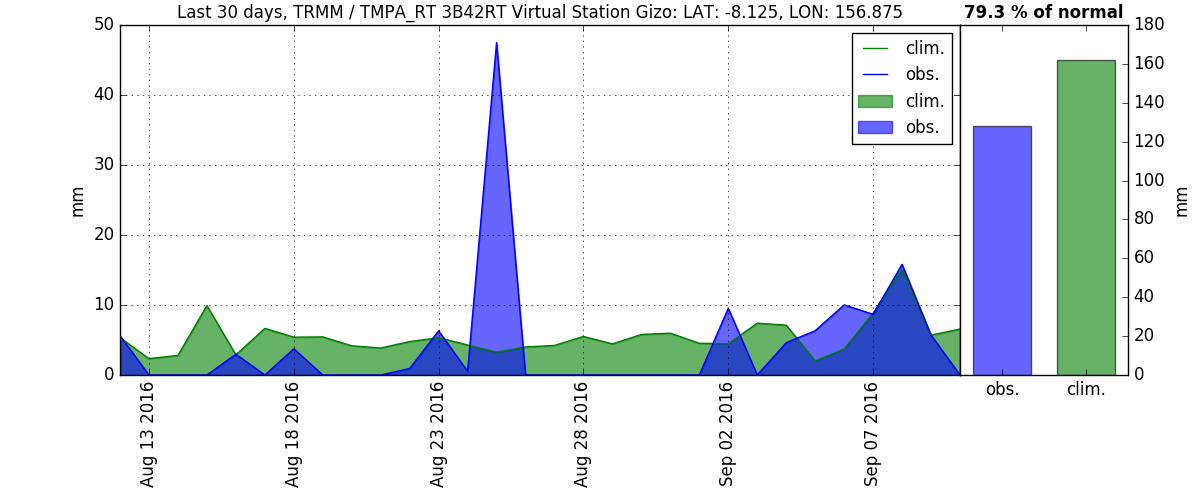 Last 30 days, TRMM / TMPA_RT 3B42RT Virtual Station Gizo: LAT: -8.125, LON: 156.875
79.3 % of normal
50
40
30
20
10
0
mm
clim.
obs.
clim.
obs.
180
160
140
120
100
80
60
40
20
0
mm
obs.
clim.
Aug 13 2016
Aug 18 2016
Aug 23 2016
Aug 28 2016
Sep 02 2016
Sep 07 2016